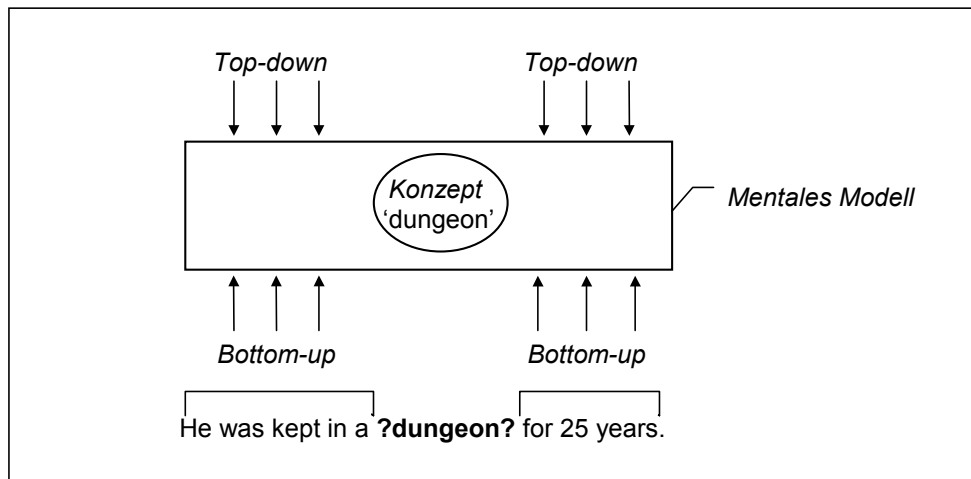 Top-down Top-down
Konzept
‘dungeon’
Mentales Modell
Bottom-up Bottom-up
He was kept in a ?dungeon? for 25 years.